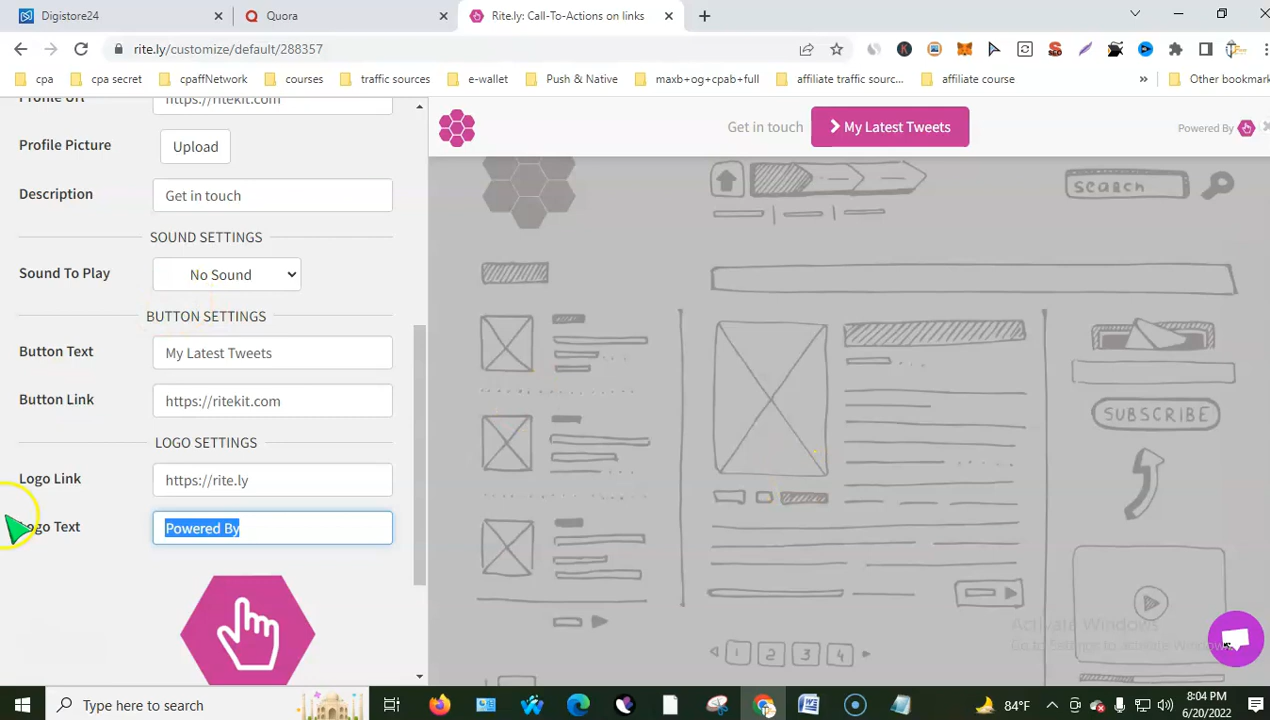 Digistore24
Quora
Rite.ly: Call-To-Actions on links
rite.ly/customize/default/288357
cpa
cpa secret
cpaffNetwork
courses
traffic sources
e-wallet
Push & Native
maxb+og+cpab+full
affiliate traffic sourc...
affiliate course
»
Other bookmark
Profile Url
https://ritekit.com
Profile Picture
Upload
Description
Get in touch
SOUND SETTINGS
Sound To Play
No Sound
BUTTON SETTINGS
Button Text
My Latest Tweets
Button Link
https://ritekit.com
LOGO SETTINGS
Logo Link
https://rite.ly
Logo Text
Powered By
Get in touch
My Latest Tweets
Powered By
search
SUBSCRIBE
1 2 3 4
Activate Windows
Go to Settings to activate Windows.
Type here to search
84°F
8:04 PM
6/20/2022